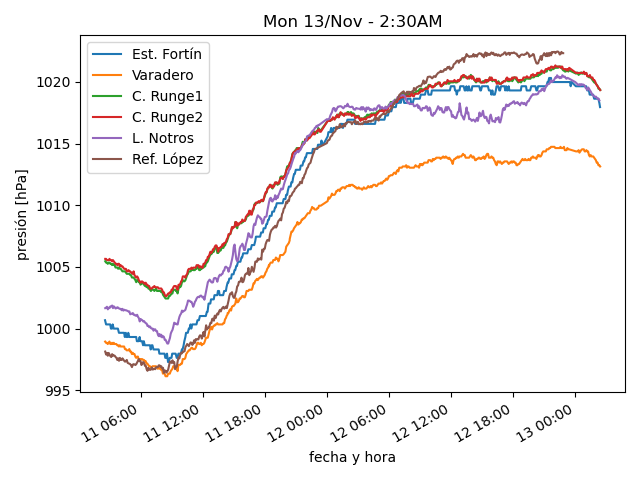 Mon 13/Nov - 2:30AM
Est. Fortín
Varadero
C. Runge1
C. Runge2
L. Notros
Ref. López
presión [hPa]
1020
1015
1010
1005
1000
995
11 06:00
11 12:00
11 18:00
12 00:00
12 06:00
12 12:00
12 18:00
13 00:00
fecha y hora